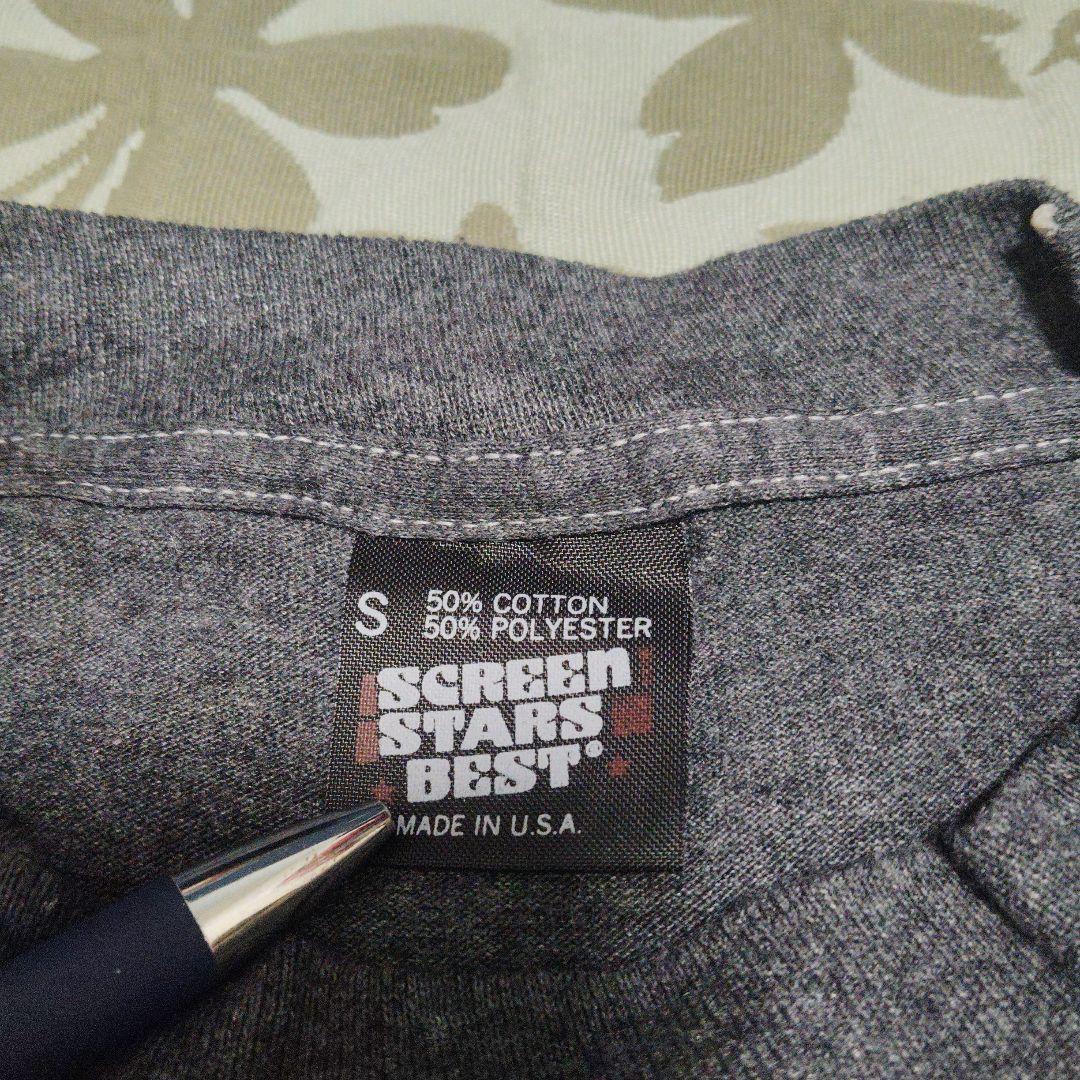 S 50% COTTON
50% POLYESTER
SCREEN
STARS
BEST®
MADE IN U.S.A.